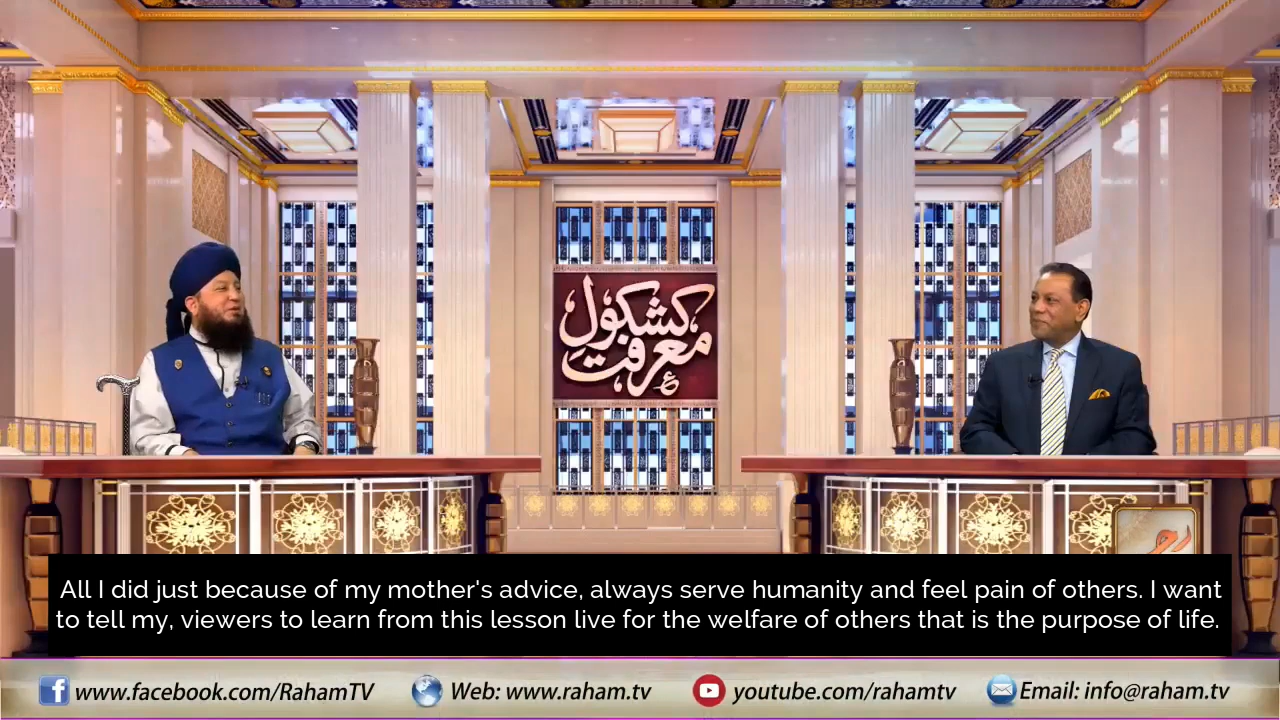 کشکولِ
معرفت
رحم
All I did just because of my mother's advice, always serve humanity and feel pain of others. I want
to tell my, viewers to learn from this lesson live for the welfare of others that is the purpose of life.
www.facebook.com/RahamTV Web: www.raham.tv youtube.com/rahamtv Email: info@raham.tv